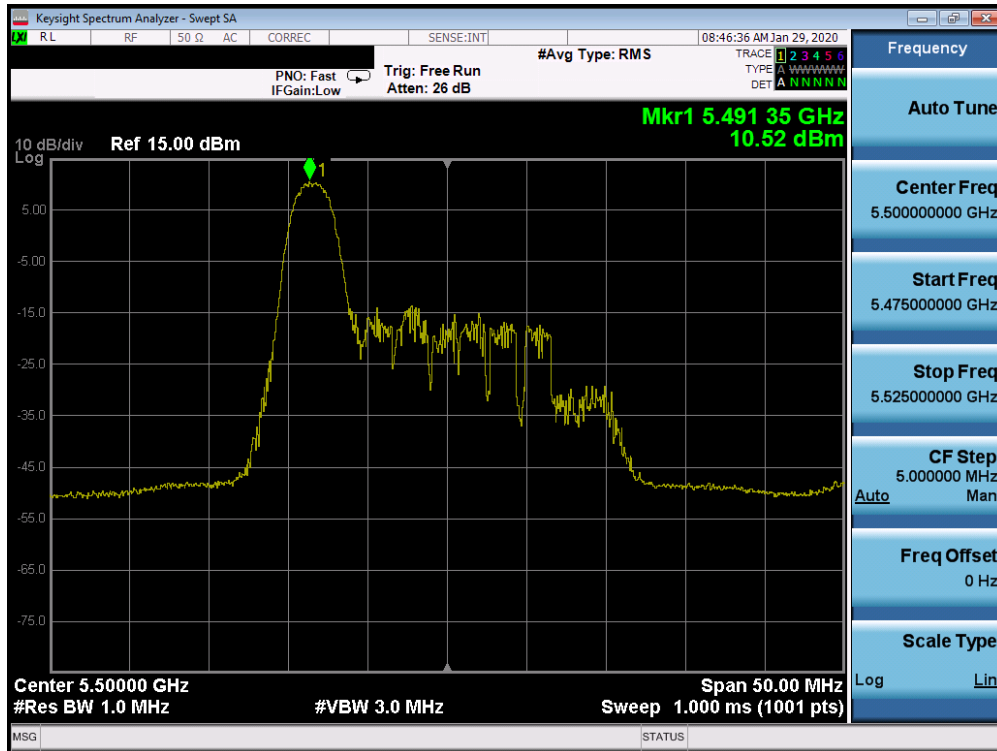 Keysight Spectrum Analyzer - Swept SA
LXI RL RF 50 Ω AC CORREC SENSE:INT 08:46:36 AM Jan 29, 2020
#Avg Type: RMS
TRACE 1 2 3 4 5 6
TYPE A WWWWW
DET A N N N N N
PNO: Fast
IFGain:Low
Trig: Free Run
Atten: 26 dB
Mkr1 5.491 35 GHz
10.52 dBm
10 dB/div
Log
Ref 15.00 dBm
1
5.00
-5.00
-15.0
-25.0
-35.0
-45.0
-55.0
-65.0
-75.0
Center 5.50000 GHz
Span 50.00 MHz
#Res BW 1.0 MHz
#VBW 3.0 MHz
Sweep 1.000 ms (1001 pts)
MSG
STATUS
Frequency
Auto Tune
Center Freq
5.500000000 GHz
Start Freq
5.475000000 GHz
Stop Freq
5.525000000 GHz
CF Step
5.000000 MHz
Auto Man
Freq Offset
0 Hz
Scale Type
Log Lin